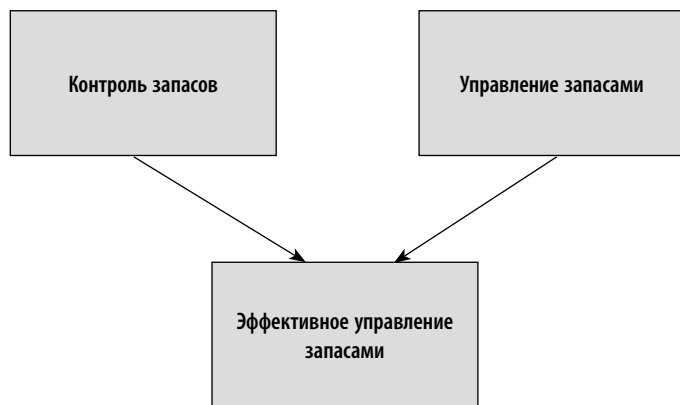 Контроль запасов
Управление запасами
Эффективное управление
запасами